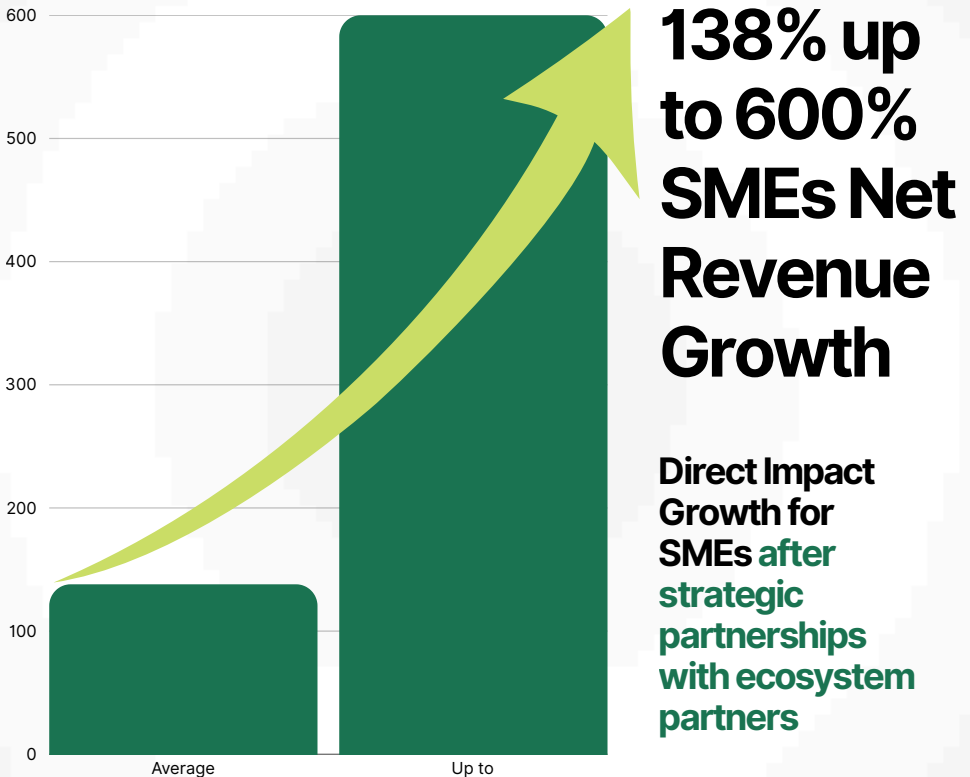 600
500
400
300
200
100
0
Average
Up to
138% up
to 600%
SMEs Net
Revenue
Growth
Direct Impact
Growth for
SMEs after
strategic
partnerships
with ecosystem
partners